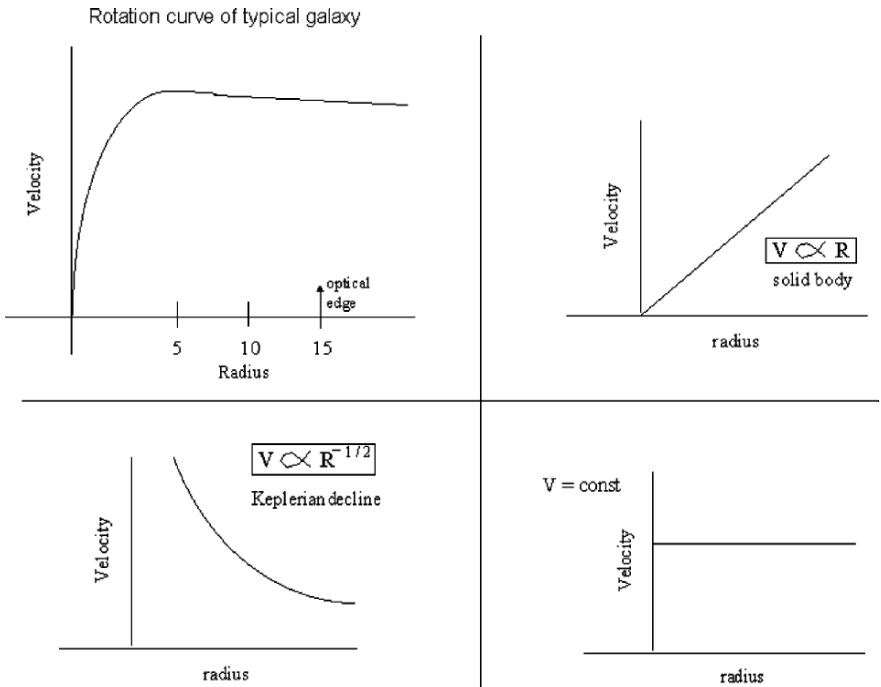 Rotation curve of typical galaxy
Velocity
optical
edge
5 10 15
Radius
Velocity
V ∝ R
solid body
radius
V ∝ R^-1/2
Keplerian decline
Velocity
radius
V = const
Velocity
radius